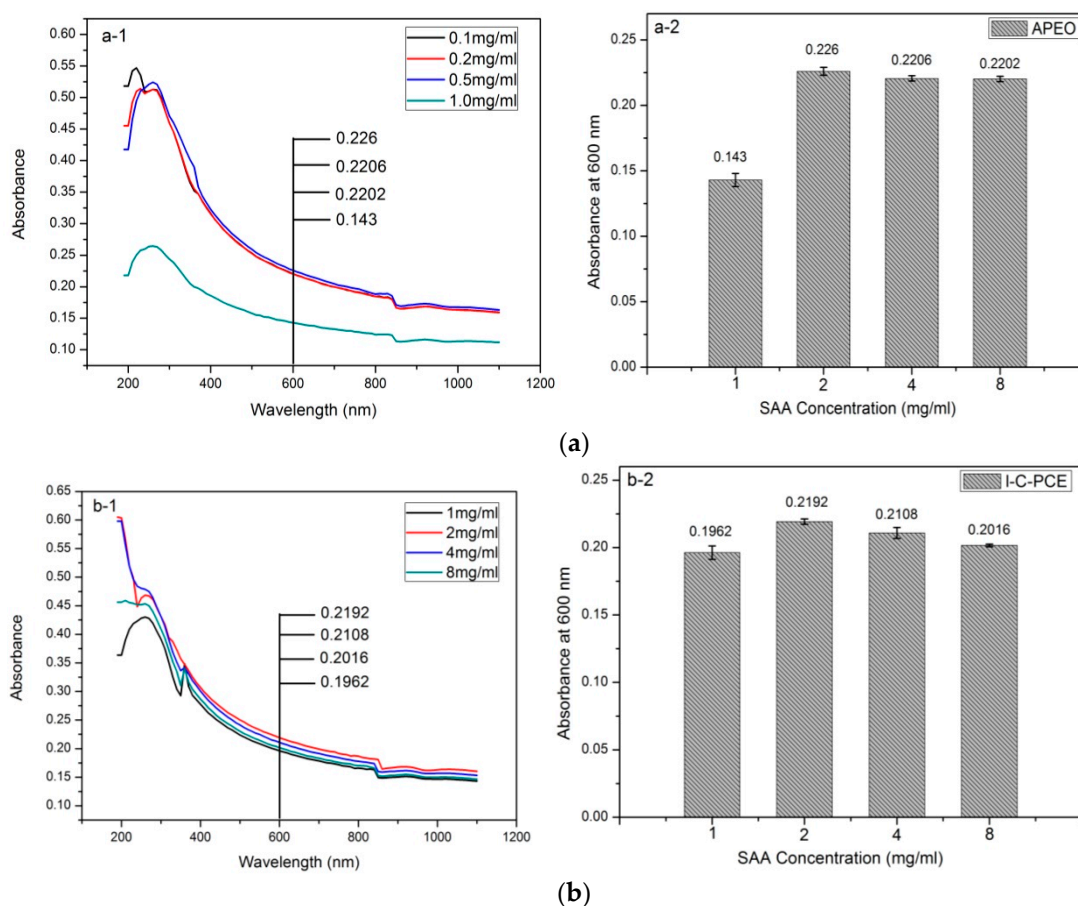 a-1
0.1mg/ml
0.2mg/ml
0.5mg/ml
1.0mg/ml
0.60
0.55
0.50
0.45
0.40
0.35
0.30
0.25
0.20
0.15
0.10
Absorbance
0.226
0.2206
0.2202
0.143
200 400 600 800 1000 1200
Wavelength (nm)
a-2
APEO
0.25
0.20
0.15
0.10
0.05
0.00
Absorbance at 600 nm
0.143
0.226
0.2206
0.2202
1 2 4 8
SAA Concentration (mg/ml)
(a)
b-1
1mg/ml
2mg/ml
4mg/ml
8mg/ml
0.65
0.60
0.55
0.50
0.45
0.40
0.35
0.30
0.25
0.20
0.15
0.10
Absorbance
0.2192
0.2108
0.2016
0.1962
200 400 600 800 1000 1200
Wavelength (nm)
b-2
I-C-PCE
0.25
0.20
0.15
0.10
0.05
0.00
Absorbance at 600 nm
0.1962
0.2192
0.2108
0.2016
1 2 4 8
SAA Concentration (mg/ml)
(b)